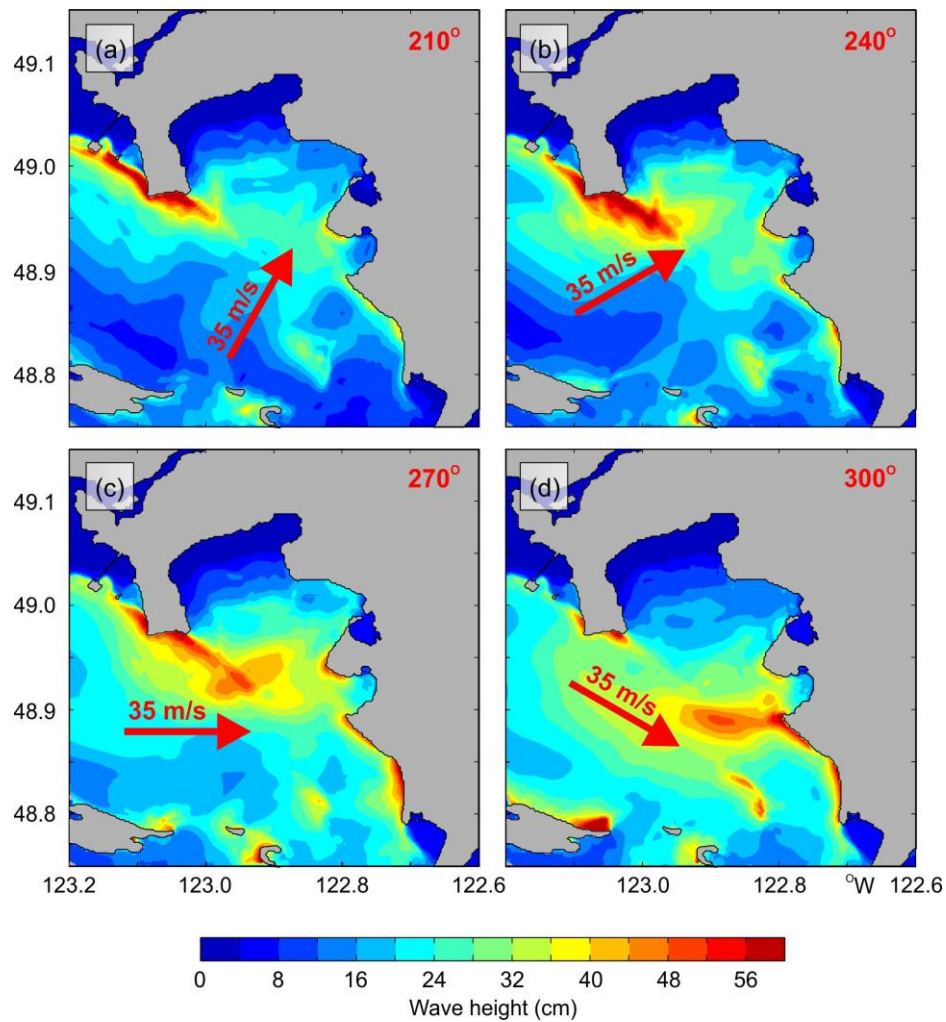 (a) 210° (b) 240°
49.1
49.0
48.9
48.8
35 m/s
35 m/s
(c) 270° (d) 300°
49.1
49.0
48.9
48.8
35 m/s
35 m/s
123.2 123.0 122.8 122.6 123.0 122.8 °W 122.6
0 8 16 24 32 40 48 56
Wave height (cm)